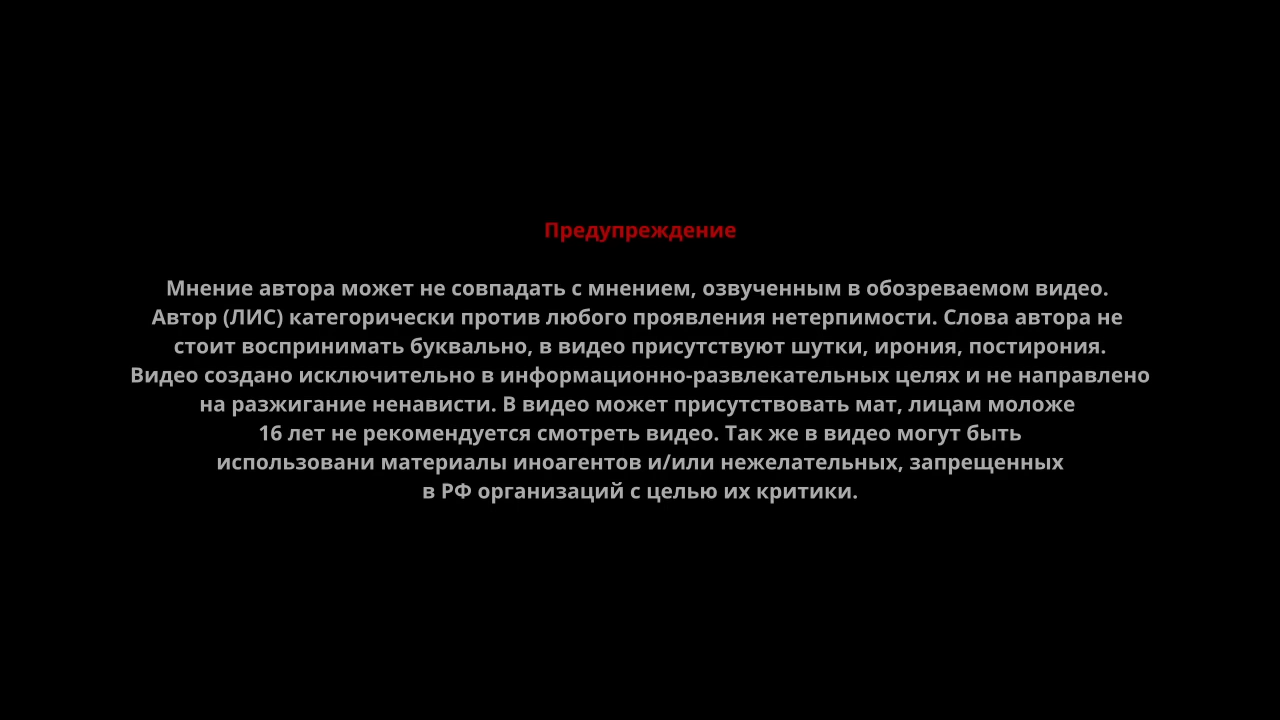 Предупреждение
Мнение автора может не совпадать с мнением, озвученным в обозреваемом видео.
Автор (ЛИС) категорически против любого проявления нетерпимости. Слова автора не
стоит воспринимать буквально, в видео присутствуют шутки, ирония, постирония.
Видео создано исключительно в информационно-развлекательных целях и не направлено
на разжигание ненависти. В видео может присутствовать мат, лицам моложе
16 лет не рекомендуется смотреть видео. Так же в видео могут быть
использовани материалы иноагентов и/или нежелательных, запрещенных
в РФ организаций с целью их критики.